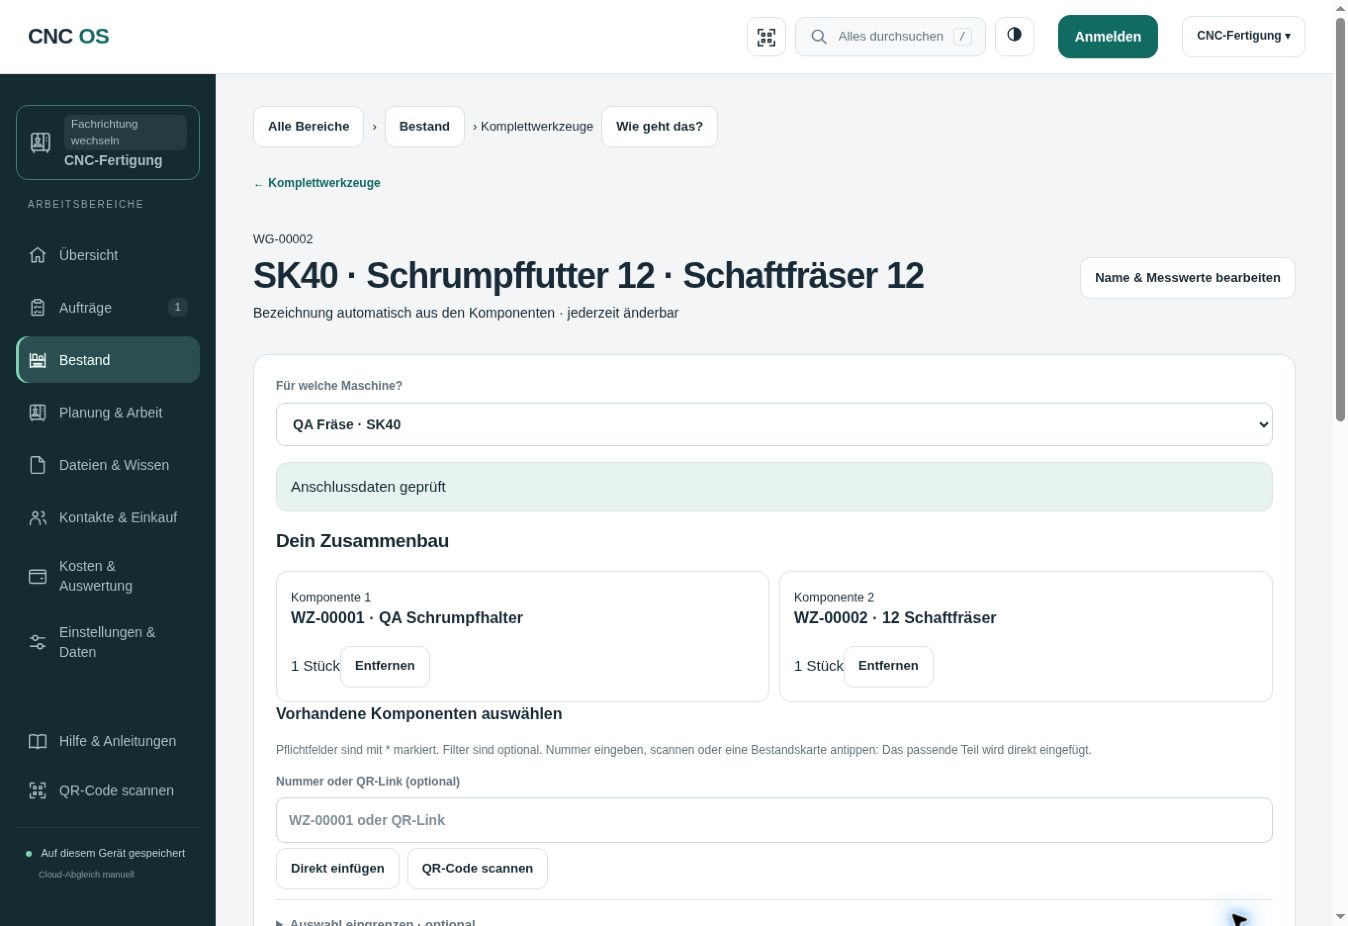 CNC OS
Alles durchsuchen /
Anmelden
CNC-Fertigung ▾
Fachrichtung
wechseln
CNC-Fertigung
ARBEITSBEREICHE
Übersicht
Aufträge 1
Bestand
Planung & Arbeit
Dateien & Wissen
Kontakte & Einkauf
Kosten &
Auswertung
Einstellungen &
Daten
Hilfe & Anleitungen
QR-Code scannen
Auf diesem Gerät gespeichert
Cloud-Abgleich manuell
Alle Bereiche › Bestand › Komplettwerkzeuge Wie geht das?
← Komplettwerkzeuge
WG-00002
SK40 · Schrumpffutter 12 · Schaftfräser 12
Name & Messwerte bearbeiten
Bezeichnung automatisch aus den Komponenten · jederzeit änderbar
Für welche Maschine?
QA Fräse · SK40
Anschlussdaten geprüft
Dein Zusammenbau
Komponente 1
WZ-00001 · QA Schrumpfhalter
1 Stück Entfernen
Komponente 2
WZ-00002 · 12 Schaftfräser
1 Stück Entfernen
Vorhandene Komponenten auswählen
Pflichtfelder sind mit * markiert. Filter sind optional. Nummer eingeben, scannen oder eine Bestandskarte antippen: Das passende Teil wird direkt eingefügt.
Nummer oder QR-Link (optional)
WZ-00001 oder QR-Link
Direkt einfügen QR-Code scannen
▶ Auswahl eingrenzen · optional